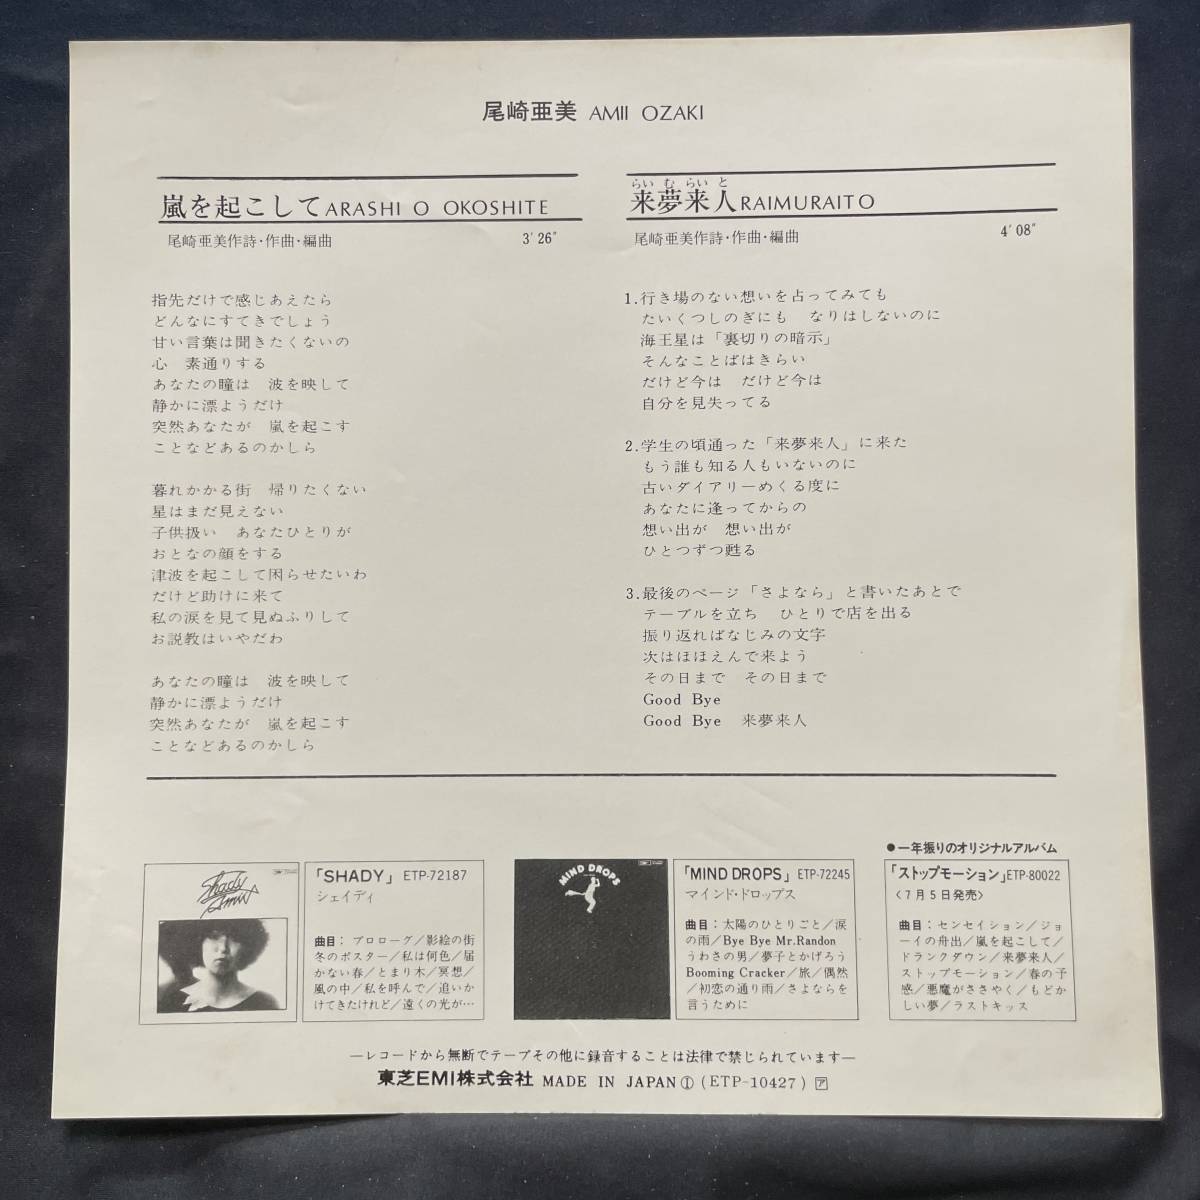 尾崎亜美 AMII OZAKI
嵐を起こして ARASHI O OKOSHITE
尾崎亜美作詩・作曲・編曲 3'26"
指先だけで感じあえたら
どんなにすてきでしょう
甘い言葉は聞きたくないの
心 素通りする
あなたの瞳は 波を映して
静かに漂ようだけ
突然あなたが 嵐を起こす
ことなどあるのかしら
暮れかかる街 帰りたくない
星はまだ見えない
子供扱い あなたひとりが
おとなの顔をする
津波を起こして困らせたいわ
だけど助けに来て
私の涙を見て見ぬふりして
お説教はいやだわ
あなたの瞳は 波を映して
静かに漂ようだけ
突然あなたが 嵐を起こす
ことなどあるのかしら
らい む らい と
来夢来人 RAIMURAITO
尾崎亜美作詩・作曲・編曲 4'08"
1.行き場のない想いを占ってみても
たいくつしのぎにも なりはしないのに
海王星は「裏切りの暗示」
そんなことばはきらい
だけど今は だけど今は
自分を見失ってる
2.学生の頃通った「来夢来人」に来た
もう誰も知る人もいないのに
古いダイアリーめくる度に
あなたに逢ってからの
想い出が 想い出が
ひとつずつ甦る
3.最後のページ「さよなら」と書いたあとで
テーブルを立ち ひとりで店を出る
振り返ればなじみの文字
次はほほえんで来よう
その日まで その日まで
Good Bye
Good Bye 来夢来人
Shady
Amii
「SHADY」ETP-72187
シェイディ
曲目：プロローグ/影絵の街
冬のポスター/私は何色/届
かない春/とまり木/冥想/
風の中/私を呼んで/追いか
けてきたけれど/遠くの光が…
MIND DROPS
「MIND DROPS」ETP-72245
マインド・ドロップス
曲目：太陽のひとりごと/涙
の雨/Bye Bye Mr.Randon
うわさの男/夢子とかげろう
Booming Cracker/旅/偶然
/初恋の通り雨/さよならを
言うために
●一年振りのオリジナルアルバム
「ストップモーション」ETP-80022
〈7月5日発売〉
曲目：センセイション/ジョ
ーイの舟出/嵐を起こして/
ドランクダウン/来夢来人/
ストップモーション/春の予
感/悪魔がささやく/もどか
しい夢/ラストキッス
―レコードから無断でテープその他に録音することは法律で禁じられています―
東芝EMI株式会社 MADE IN JAPAN Ⓘ (ETP-10427) ア